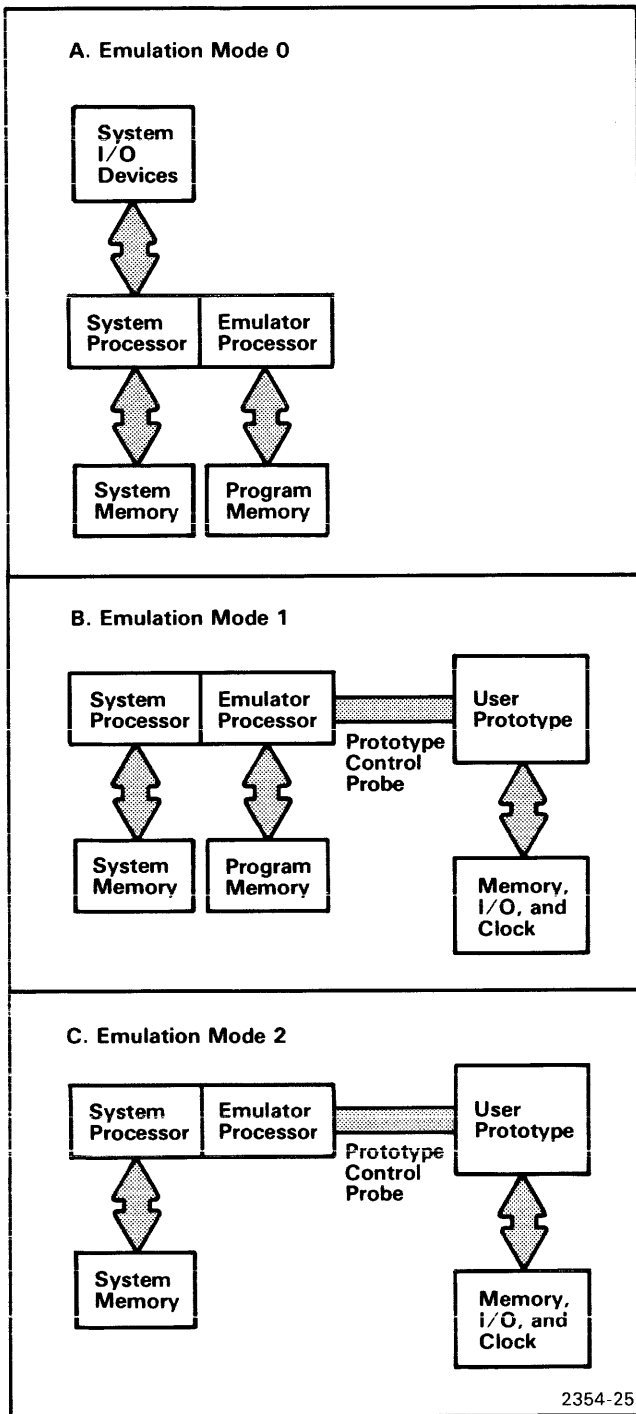 A. Emulation Mode 0
System
I/O
Devices
System
Processor
Emulator
Processor
System
Memory
Program
Memory
B. Emulation Mode 1
System
Processor
Emulator
Processor
Prototype
Control
Probe
User
Prototype
System
Memory
Program
Memory
Memory,
I/O, and
Clock
C. Emulation Mode 2
System
Processor
Emulator
Processor
Prototype
Control
Probe
User
Prototype
System
Memory
Memory,
I/O, and
Clock
2354-25